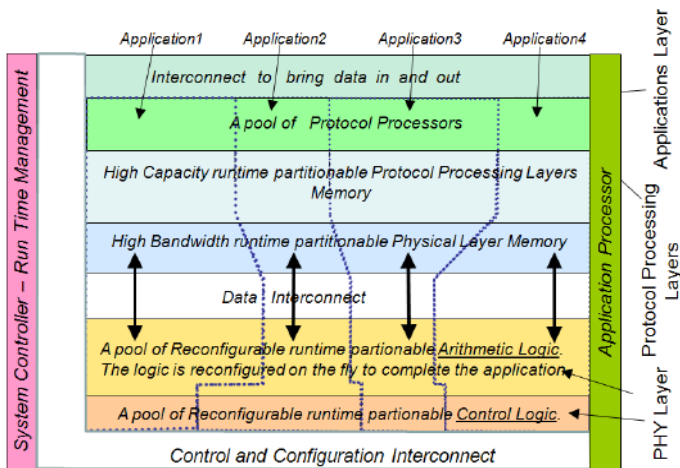 Application1
Application2
Application3
Application4
Interconnect to bring data in and out
A pool of Protocol Processors
High Capacity runtime partitionable Protocol Processing Layers
Memory
High Bandwidth runtime partitionable Physical Layer Memory
Data Interconnect
A pool of Reconfigurable runtime partionable Arithmetic Logic.
The logic is reconfigured on the fly to complete the application
A pool of Reconfigurable runtime partionable Control Logic.
Control and Configuration Interconnect
System Controller – Run Time Management
Application Processor
Applications Layer
Protocol Processing
Layers
PHY Layer